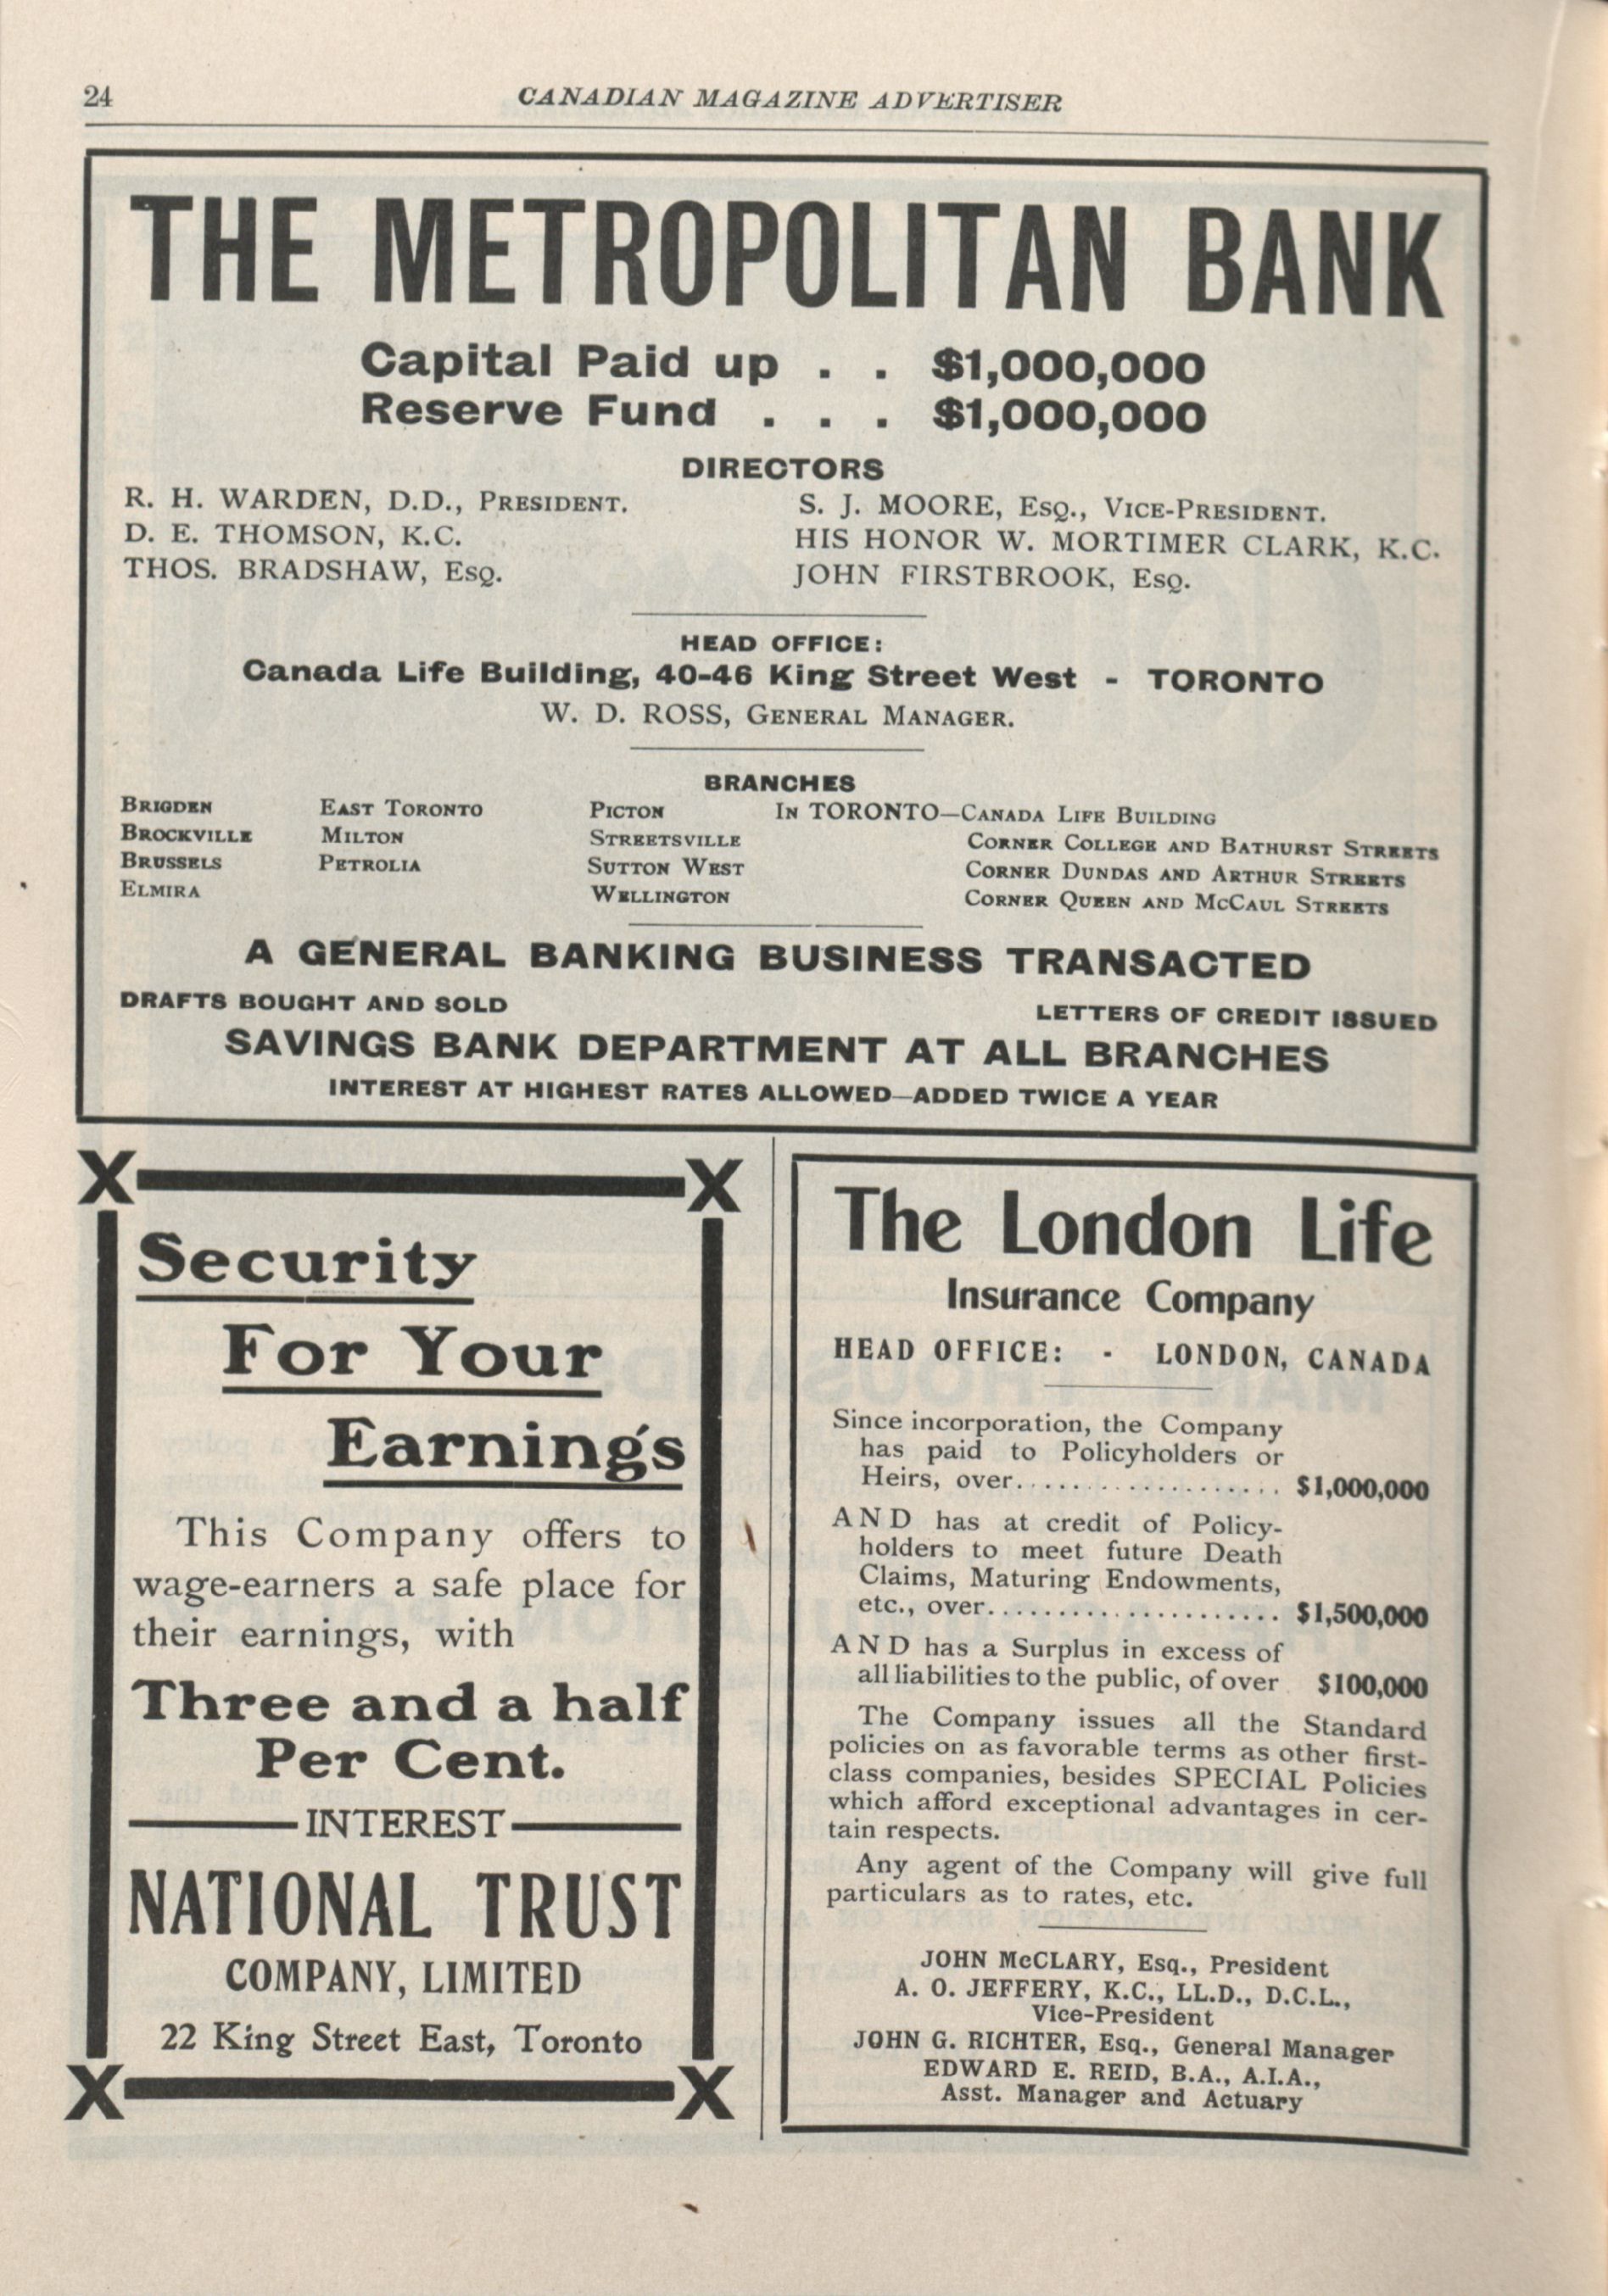 24
CANADIAN MAGAZINE ADVERTISER
THE METROPOLITAN BANK
Capital Paid up . . $1,000,000
Reserve Fund . . . $1,000,000
DIRECTORS
R. H. WARDEN, D.D., PRESIDENT.
D. E. THOMSON, K.C.
THOS. BRADSHAW, ESQ.
S. J. MOORE, ESQ., VICE-PRESIDENT.
HIS HONOR W. MORTIMER CLARK, K.C.
JOHN FIRSTBROOK, ESQ.
HEAD OFFICE:
Canada Life Building, 40-46 King Street West - TORONTO
W. D. ROSS, GENERAL MANAGER.
BRANCHES
BRIGDEN
BROCKVILLE
BRUSSELS
ELMIRA
EAST TORONTO
MILTON
PETROLIA
PICTON
STREETSVILLE
SUTTON WEST
WELLINGTON
IN TORONTO—CANADA LIFE BUILDING
CORNER COLLEGE AND BATHURST STREETS
CORNER DUNDAS AND ARTHUR STREETS
CORNER QUEEN AND MCCAUL STREETS
A GENERAL BANKING BUSINESS TRANSACTED
DRAFTS BOUGHT AND SOLD
LETTERS OF CREDIT ISSUED
SAVINGS BANK DEPARTMENT AT ALL BRANCHES
INTEREST AT HIGHEST RATES ALLOWED—ADDED TWICE A YEAR
X X
Security
For Your
Earnings
This Company offers to
wage-earners a safe place for
their earnings, with
Three and a half
Per Cent.
INTEREST
NATIONAL TRUST
COMPANY, LIMITED
22 King Street East, Toronto
X X
The London Life
Insurance Company
HEAD OFFICE: - LONDON, CANADA
Since incorporation, the Company
has paid to Policyholders or
Heirs, over................... $1,000,000
AND has at credit of Policy-
holders to meet future Death
Claims, Maturing Endowments,
etc., over..................... $1,500,000
AND has a Surplus in excess of
all liabilities to the public, of over $100,000
The Company issues all the Standard
policies on as favorable terms as other first-
class companies, besides SPECIAL Policies
which afford exceptional advantages in cer-
tain respects.
Any agent of the Company will give full
particulars as to rates, etc.
JOHN McCLARY, Esq., President
A. O. JEFFERY, K.C., LL.D., D.C.L.,
Vice-President
JOHN G. RICHTER, Esq., General Manager
EDWARD E. REID, B.A., A.I.A.,
Asst. Manager and Actuary